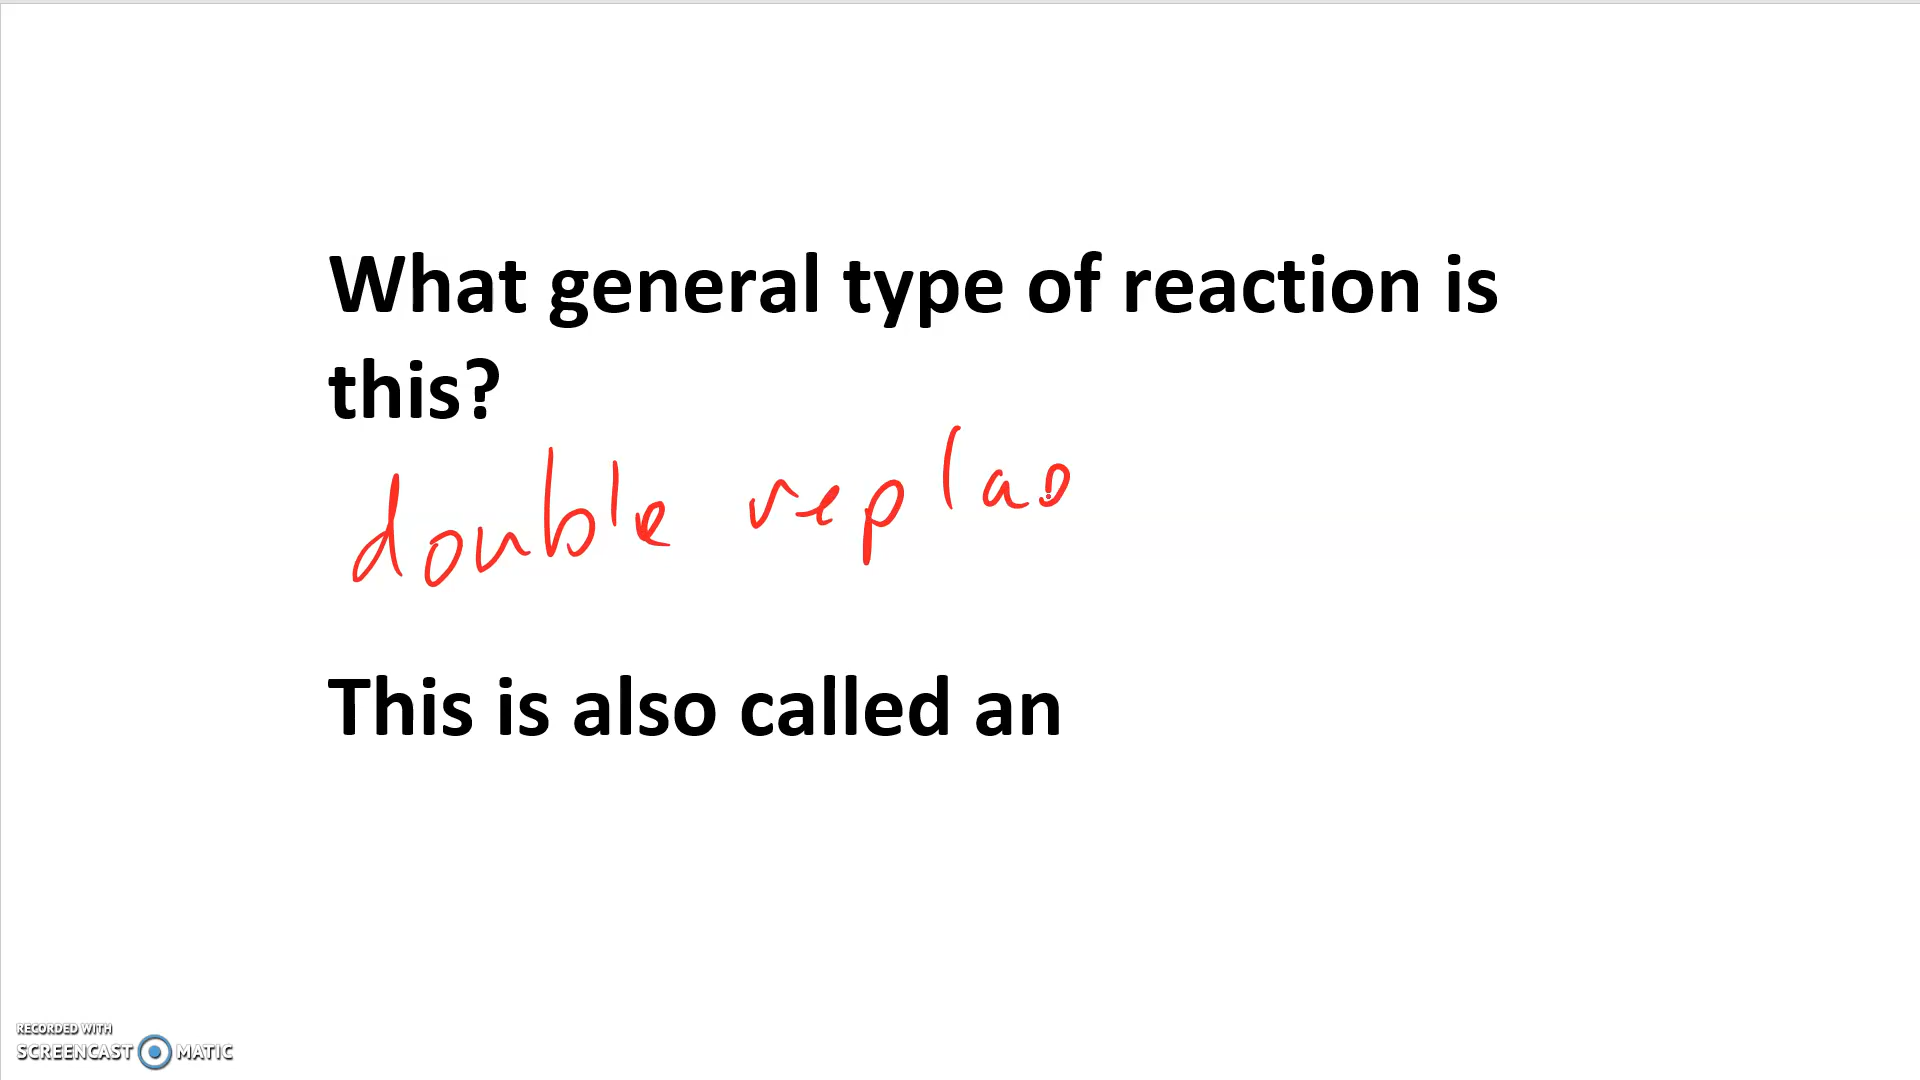 What general type of reaction is
this?
double replac
This is also called an
RECORDED WITH
SCREENCAST MATIC